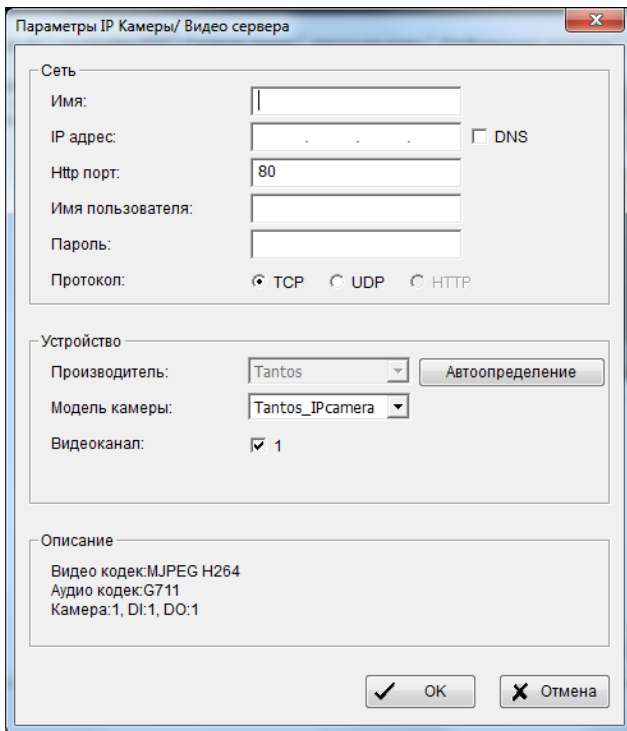 Параметры IP Камеры/ Видео сервера
Сеть
Имя:
IP адрес: . . . DNS
Http порт: 80
Имя пользователя:
Пароль:
Протокол: TCP UDP HTTP
Устройство
Производитель: Tantos Автоопределение
Модель камеры: Tantos_IPcamera
Видеоканал: 1
Описание
Видео кодек:MJPEG H264
Аудио кодек:G711
Камера:1, DI:1, DO:1
OK Отмена